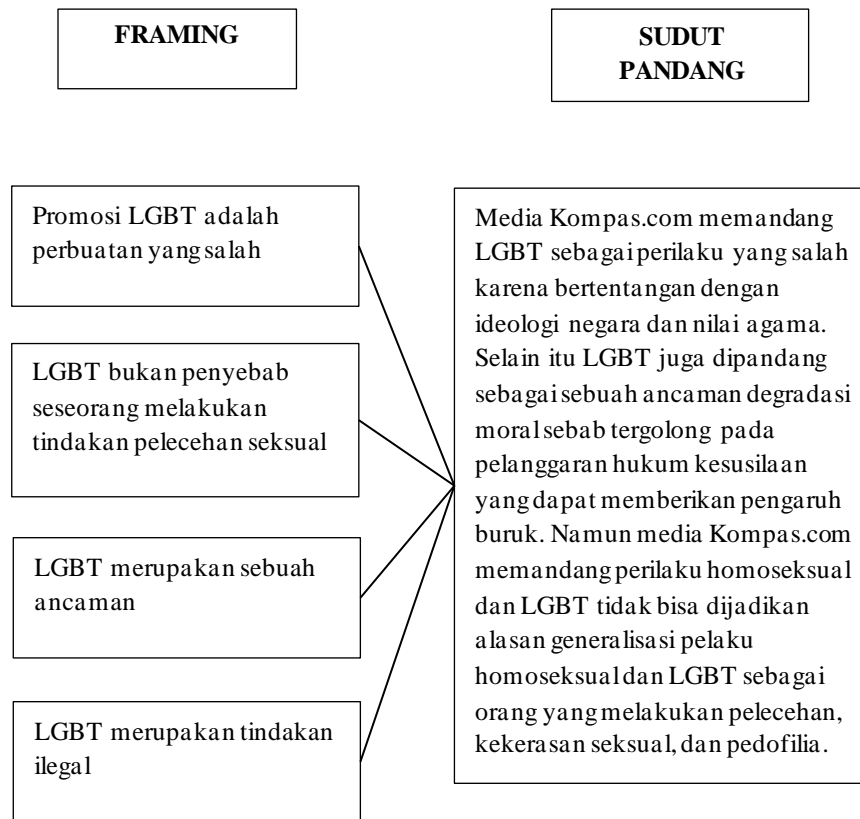 FRAMING
SUDUT
PANDANG
Promosi LGBT adalah
perbuatan yang salah
LGBT bukan penyebab
seseorang melakukan
tindakan pelecehan seksual
LGBT merupakan sebuah
ancaman
LGBT merupakan tindakan
ilegal
Media Kompas.com memandang
LGBT sebagai perilaku yang salah
karena bertentangan dengan
ideologi negara dan nilai agama.
Selain itu LGBT juga dipandang
sebagai sebuah ancaman degradasi
moral sebab tergolong pada
pelanggaran hukum kesusilaan
yang dapat memberikan pengaruh
buruk. Namun media Kompas.com
memandang perilaku homoseksual
dan LGBT tidak bisa dijadikan
alasan generalisasi pelaku
homoseksual dan LGBT sebagai
orang yang melakukan pelecehan,
kekerasan seksual, dan pedofilia.